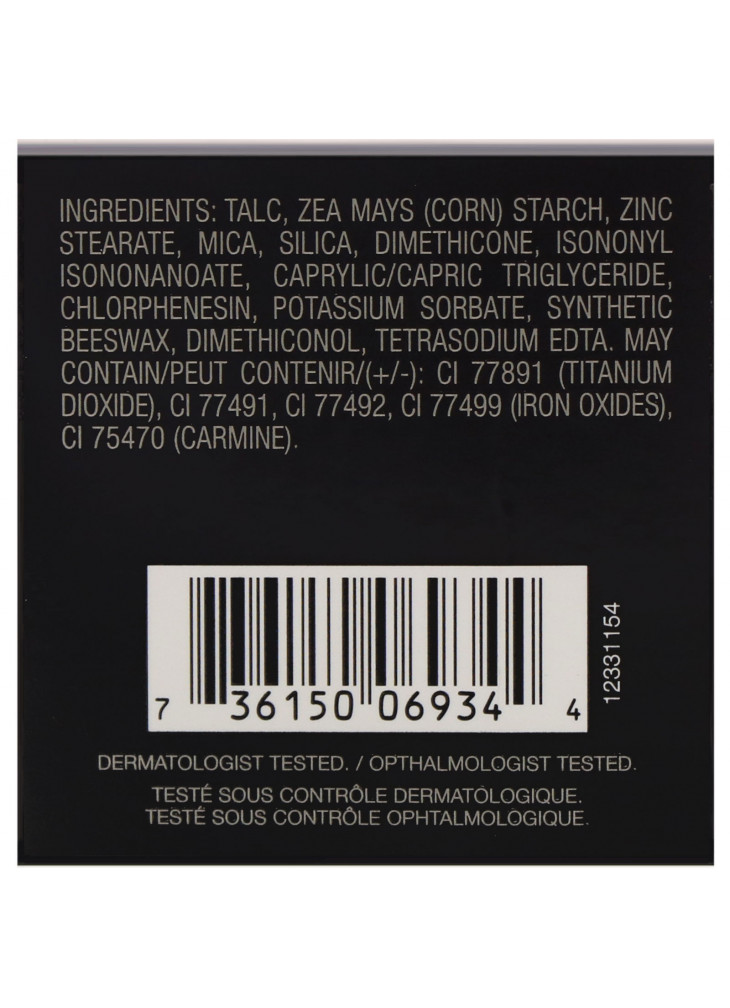 INGREDIENTS: TALC, ZEA MAYS (CORN) STARCH, ZINC
STEARATE, MICA, SILICA, DIMETHICONE, ISONONYL
ISONONANOATE, CAPRYLIC/CAPRIC TRIGLYCERIDE,
CHLORPHENESIN, POTASSIUM SORBATE, SYNTHETIC
BEESWAX, DIMETHICONOL, TETRASODIUM EDTA. MAY
CONTAIN/PEUT CONTENIR/(+/-): CI 77891 (TITANIUM
DIOXIDE), CI 77491, CI 77492, CI 77499 (IRON OXIDES),
CI 75470 (CARMINE).
7 36150 06934 4
12331154
DERMATOLOGIST TESTED. / OPTHALMOLOGIST TESTED.
TESTÉ SOUS CONTRÔLE DERMATOLOGIQUE.
TESTÉ SOUS CONTRÔLE OPHTALMOLOGIQUE.